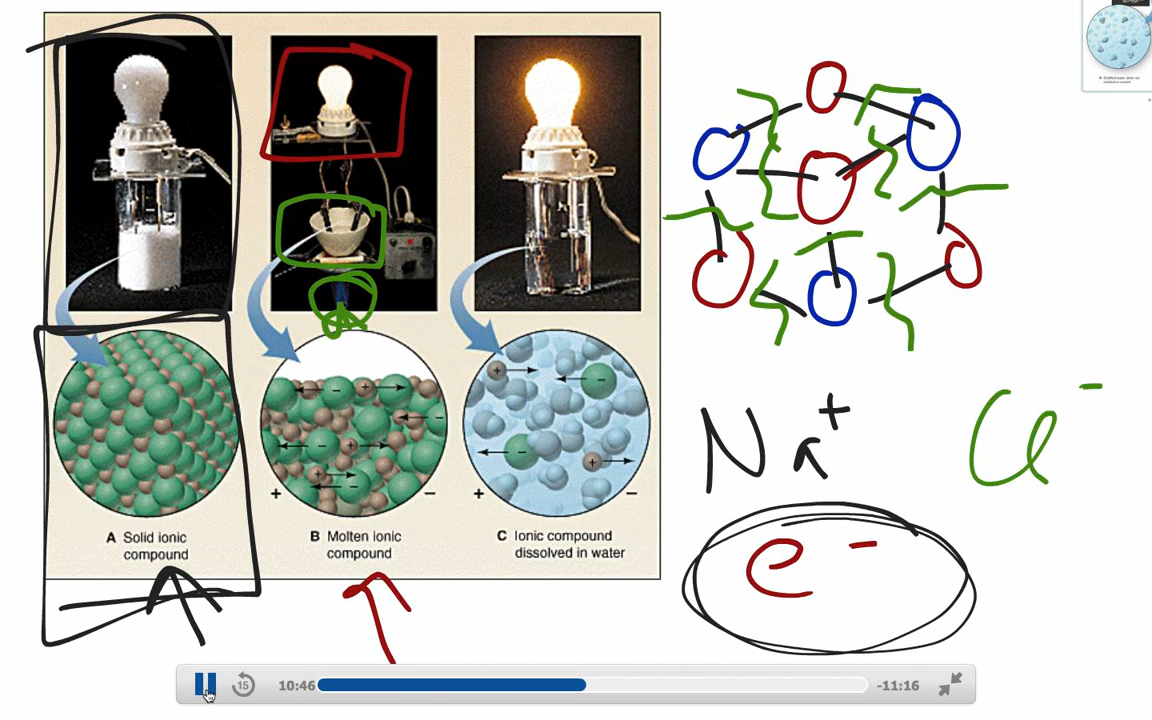 A Solid ionic
compound
B Molten ionic
compound
C Ionic compound
dissolved in water
+
−
+
−
Na+
Cl−
e−
15
10:46
-11:16